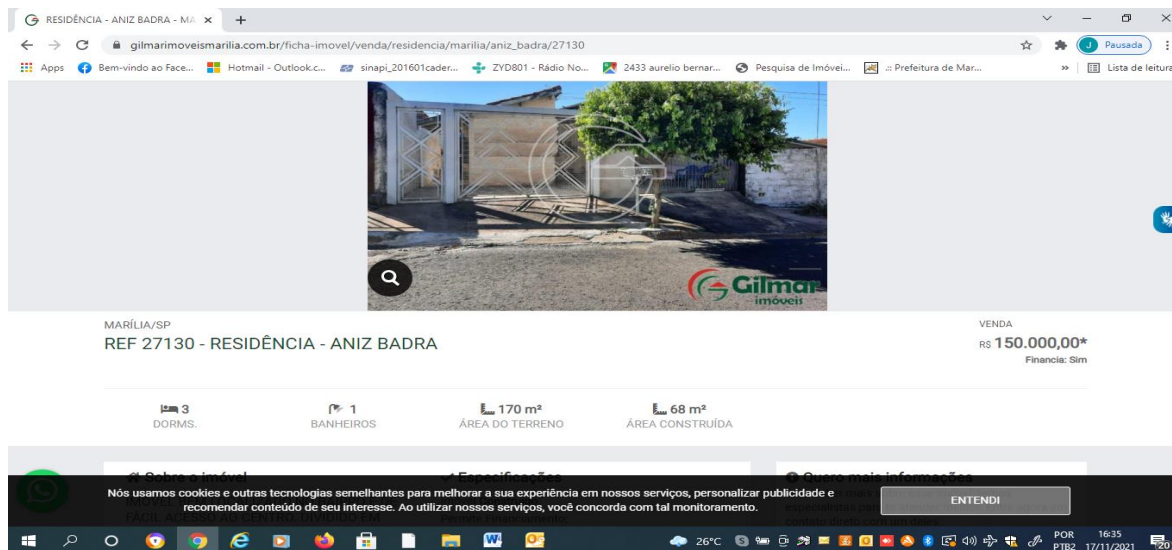 RESIDÊNCIA - ANIZ BADRA - MA
gilmarimoveismarilia.com.br/ficha-imovel/venda/residencia/marilia/aniz_badra/27130
J Pausada
Apps Bem-vindo ao Face... Hotmail - Outlook.c... sinapi_201601cader... ZYD801 - Rádio No... 2433 aurelio bernar... Pesquisa de Imóvei... .:: Prefeitura de Mar... » Lista de leitura
Gilmar
imóveis
MARÍLIA/SP
REF 27130 - RESIDÊNCIA - ANIZ BADRA
VENDA
R$ 150.000,00*
Financia: Sim
3
DORMS.
1
BANHEIROS
170 m²
ÁREA DO TERRENO
68 m²
ÁREA CONSTRUÍDA
Sobre o imóvel
Especificações
Quero mais informações
Nós usamos cookies e outras tecnologias semelhantes para melhorar a sua experiência em nossos serviços, personalizar publicidade e
recomendar conteúdo de seu interesse. Ao utilizar nossos serviços, você concorda com tal monitoramento.
ENTENDI
26°C
POR
PTB2
16:35
17/11/2021